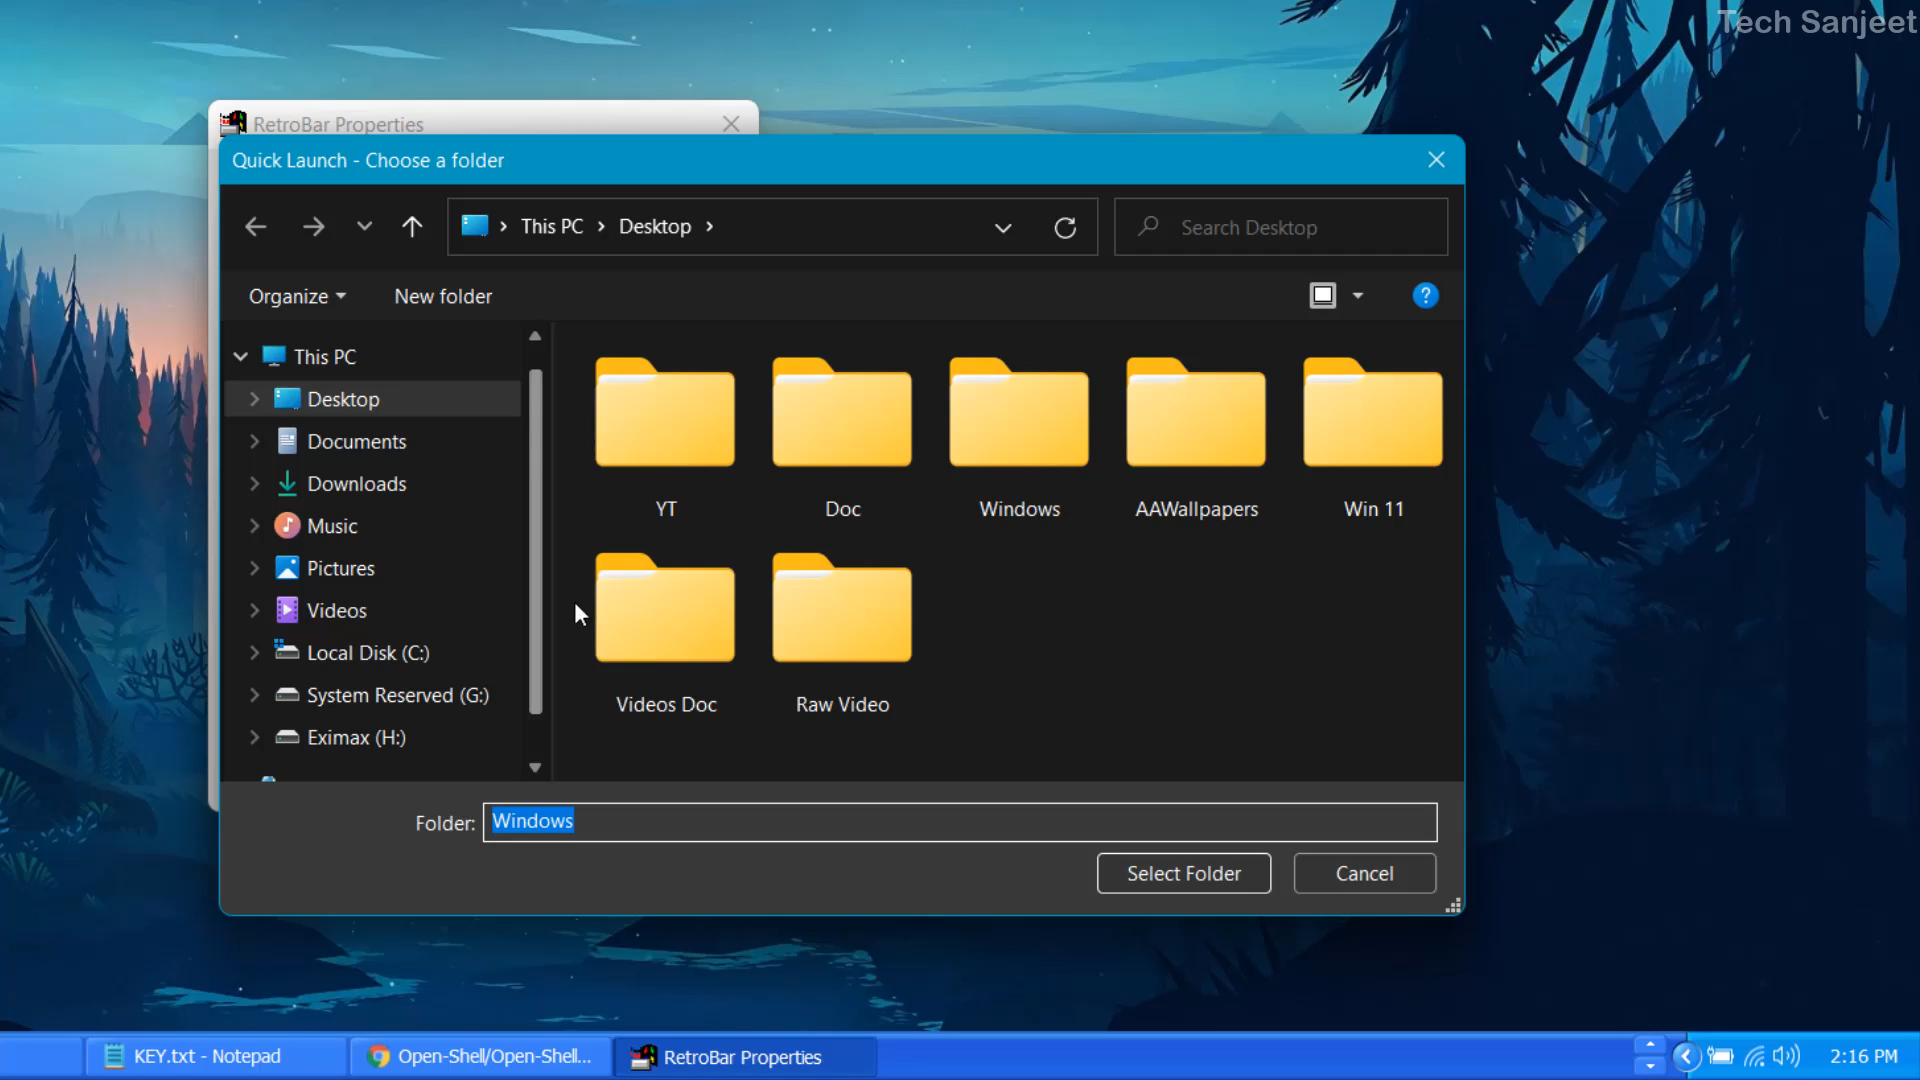 Tech Sanjeet
RetroBar Properties
Quick Launch - Choose a folder
This PC
Desktop
Search Desktop
Organize
New folder
?
This PC
Desktop
Documents
Downloads
Music
Pictures
Videos
Local Disk (C:)
System Reserved (G:)
Eximax (H:)
YT
Doc
Windows
AAWallpapers
Win 11
Videos Doc
Raw Video
Folder: Windows
Select Folder
Cancel
KEY.txt - Notepad
Open-Shell/Open-Shell...
RetroBar Properties
2:16 PM